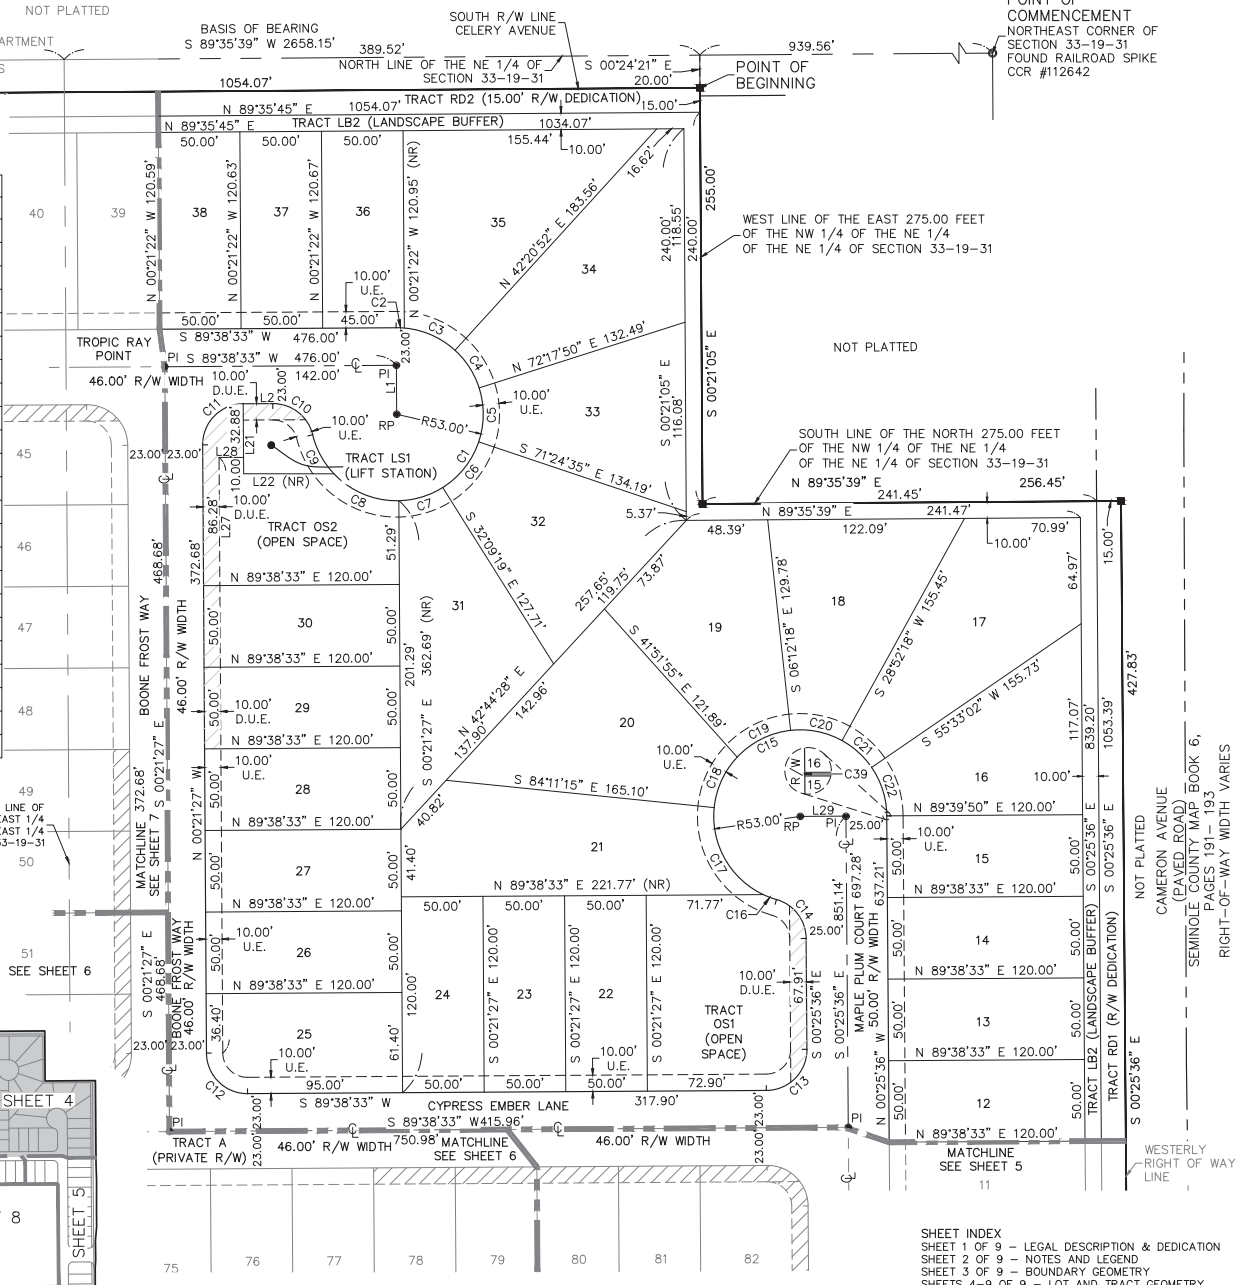 NOT PLATTED
BASIS OF BEARING
S 89°35'39" W 2658.15'
SOUTH R/W LINE
CELERY AVENUE
COMMENCEMENT
NORTHEAST CORNER OF
SECTION 33-19-31
FOUND RAILROAD SPIKE
CCR #112642
389.52'
939.56'
NORTH LINE OF THE NE 1/4 OF
SECTION 33-19-31
S 00°24'21" E
20.00'
POINT OF
BEGINNING
1054.07'
TRACT RD2 (15.00' R/W DEDICATION)
15.00'
N 89°35'45" E 1054.07'
N 89°35'45" E
TRACT LB2 (LANDSCAPE BUFFER)
1034.07'
50.00'
50.00'
50.00'
155.44'
10.00'
16.62'
N 00°21'22" W 120.59'
N 00°21'22" W 120.63'
N 00°21'22" W 120.67'
N 00°21'22" W 120.95' (NR)
N 42°20'52" E 183.56'
240.00'
118.55'
240.00'
255.00'
40
39
38
37
36
35
34
WEST LINE OF THE EAST 275.00 FEET
OF THE NW 1/4 OF THE NE 1/4
OF THE NE 1/4 OF SECTION 33-19-31
10.00'
U.E.
C2
50.00'
50.00'
45.00'
C3
S 89°38'33" W 476.00'
23.00'
N 72°17'50" E 132.49'
TROPIC RAY
POINT
PI
S 89°38'33" W 476.00'
142.00'
PI
C4
NOT PLATTED
46.00' R/W WIDTH
10.00'
D.U.E.
23.00'
L1
L2
RP
R53.00'
C5
10.00'
U.E.
33
S 00°21'05" E
116.08'
S 00°21'05" E
C11
C10
32.88'
L21
10.00'
U.E.
C9
C1
C6
S 71°24'35" E 134.19'
SOUTH LINE OF THE NORTH 275.00 FEET
OF THE NW 1/4 OF THE NE 1/4
OF THE NE 1/4 OF SECTION 33-19-31
45
23.00'
23.00'
L28
10.00'
TRACT LS1
(LIFT STATION)
L22 (NR)
C8
C7
N 89°35'39" E 256.45'
241.45'
86.28'
L27
10.00'
D.U.E.
TRACT OS2
(OPEN SPACE)
51.29'
32
5.37'
N 89°35'39" E 241.47'
48.39'
122.09'
70.99'
10.00'
15.00'
46
468.68'
372.68'
S 32°09'19" E 127.71'
257.65'
119.75'
73.87'
S 06°12'18" E 129.78'
S 28°52'18" W 155.45'
64.97'
N 89°38'33" E 120.00'
50.00'
30
50.00'
31
18
17
19
47
BOONE FROST WAY
46.00' R/W WIDTH
N 89°38'33" E 120.00'
201.29'
362.69' (NR)
S 00°21'27" E
S 41°51'55" E 121.89'
S 55°33'02" W 155.73'
427.83'
50.00'
10.00'
D.U.E.
29
50.00'
N 42°44'28" E
142.96'
137.90'
20
48
N 89°38'33" E 120.00'
C19
C15
C20
C21
117.07'
839.20'
1053.39'
10.00'
U.E.
10.00'
U.E.
C18
R/W
16
15
C39
C22
16
10.00'
49
50.00'
28
50.00'
S 84°11'15" E 165.10'
40.82'
L29
R53.00'
RP
PI
25.00'
N 89°39'50" E 120.00'
LINE OF
50
N 00°21'27" W
N 89°38'33" E 120.00'
MATCHLINE 372.68'
SEE SHEET 7
S 00°21'27" E
50.00'
27
50.00'
41.40'
21
C17
10.00'
U.E.
50.00'
15
50.00'
N 89°38'33" E 221.77' (NR)
N 89°38'33" E 120.00'
N 89°38'33" E 120.00'
50.00'
50.00'
50.00'
71.77'
C16
C14
25.00'
851.14'
697.28'
637.21'
51
SEE SHEET 6
S 00°21'27" E
468.68'
BOONE FROST WAY
46.00' R/W WIDTH
50.00'
10.00'
U.E.
26
50.00'
50.00'
14
50.00'
N 89°38'33" E 120.00'
24
23
22
120.00'
S 00°21'27" E 120.00'
S 00°21'27" E 120.00'
S 00°21'27" E 120.00'
10.00'
D.U.E.
67.91'
TRACT
OS1
(OPEN
SPACE)
S 00°25'36" E
S 00°25'36" E
MAPLE PLUM COURT
50.00' R/W WIDTH
N 00°25'36" W
N 89°38'33" E 120.00'
50.00'
13
50.00'
36.40'
25
61.40'
23.00'
23.00'
10.00'
U.E.
10.00'
U.E.
N 89°38'33" E 120.00'
C12
95.00'
50.00'
50.00'
50.00'
72.90'
C13
50.00'
12
50.00'
S 89°38'33" W
CYPRESS EMBER LANE
317.90'
TRACT LB2 (LANDSCAPE BUFFER)
S 00°25'36" E
TRACT RD1 (R/W DEDICATION)
S 00°25'36" E
S 00°25'36" E
NOT PLATTED
CAMERON AVENUE
(PAVED ROAD)
SEMINOLE COUNTY MAP BOOK 6,
PAGES 191-193
RIGHT-OF-WAY WIDTH VARIES
PI
23.00'
23.00'
S 89°38'33" W 415.96'
23.00'
23.00'
PI
N 89°38'33" E 120.00'
TRACT A
(PRIVATE R/W)
46.00' R/W WIDTH
750.98'
MATCHLINE
SEE SHEET 6
46.00' R/W WIDTH
MATCHLINE
SEE SHEET 5
11
WESTERLY
RIGHT OF WAY
LINE
SHEET 4
SHEET 5
8
75
76
77
78
79
80
81
82
SHEET INDEX
SHEET 1 OF 9 – LEGAL DESCRIPTION & DEDICATION
SHEET 2 OF 9 – NOTES AND LEGEND
SHEET 3 OF 9 – BOUNDARY GEOMETRY